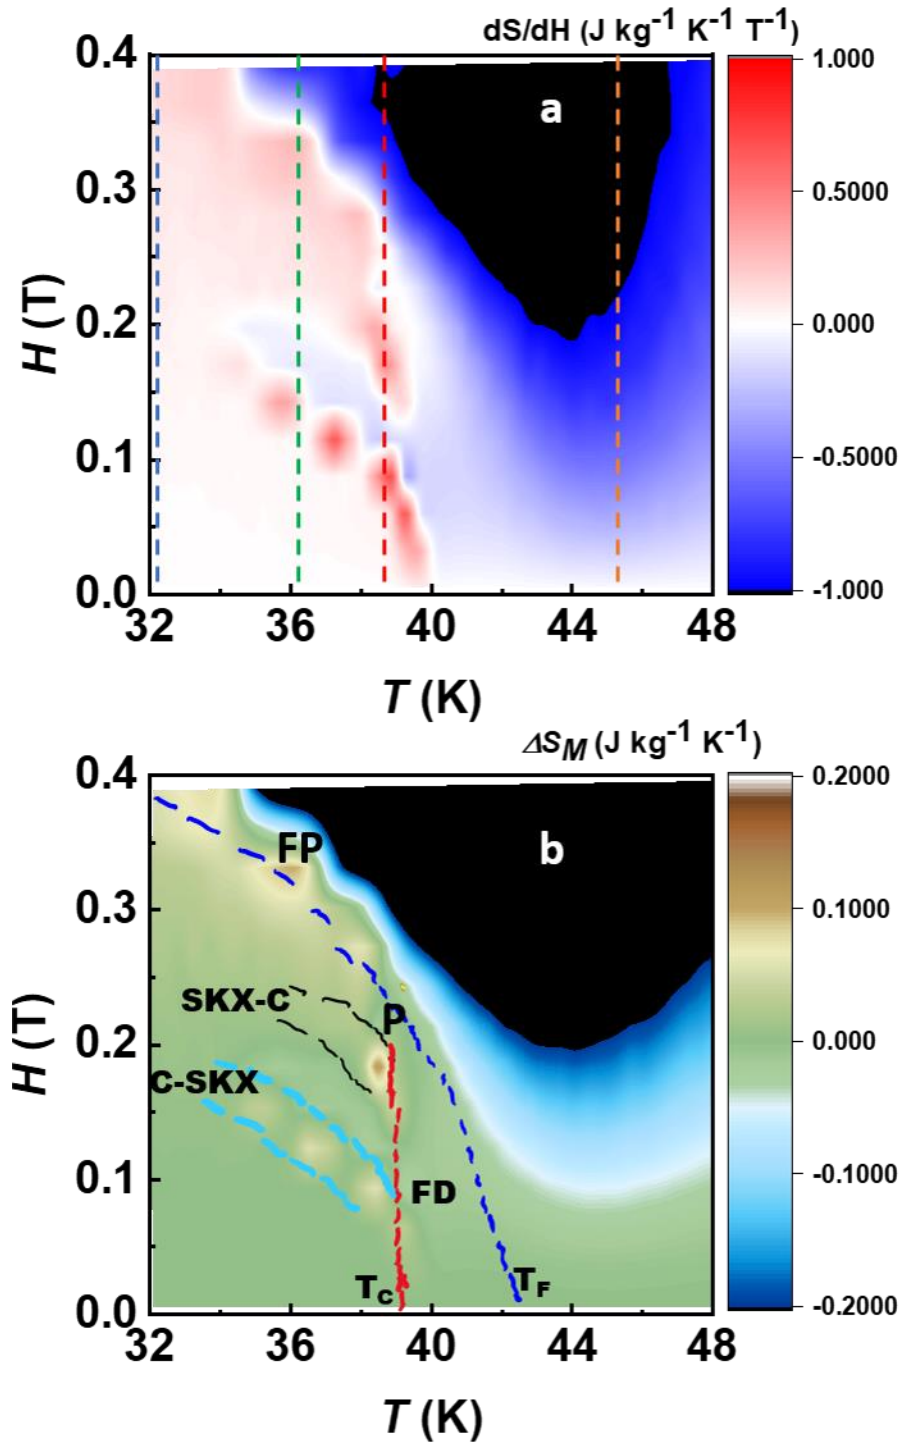 dS/dH (J kg⁻¹ K⁻¹ T⁻¹)
0.4
1.000
a
0.3
0.5000
H (T)
0.2
0.000
0.1
-0.5000
0.0
-1.000
32 36 40 44 48
T (K)
ΔS_M (J kg⁻¹ K⁻¹)
0.4
0.2000
FP
b
0.3
0.1000
SKX-C
P
H (T)
0.2
0.000
C-SKX
0.1
FD
-0.1000
T_C
T_F
0.0
-0.2000
32 36 40 44 48
T (K)